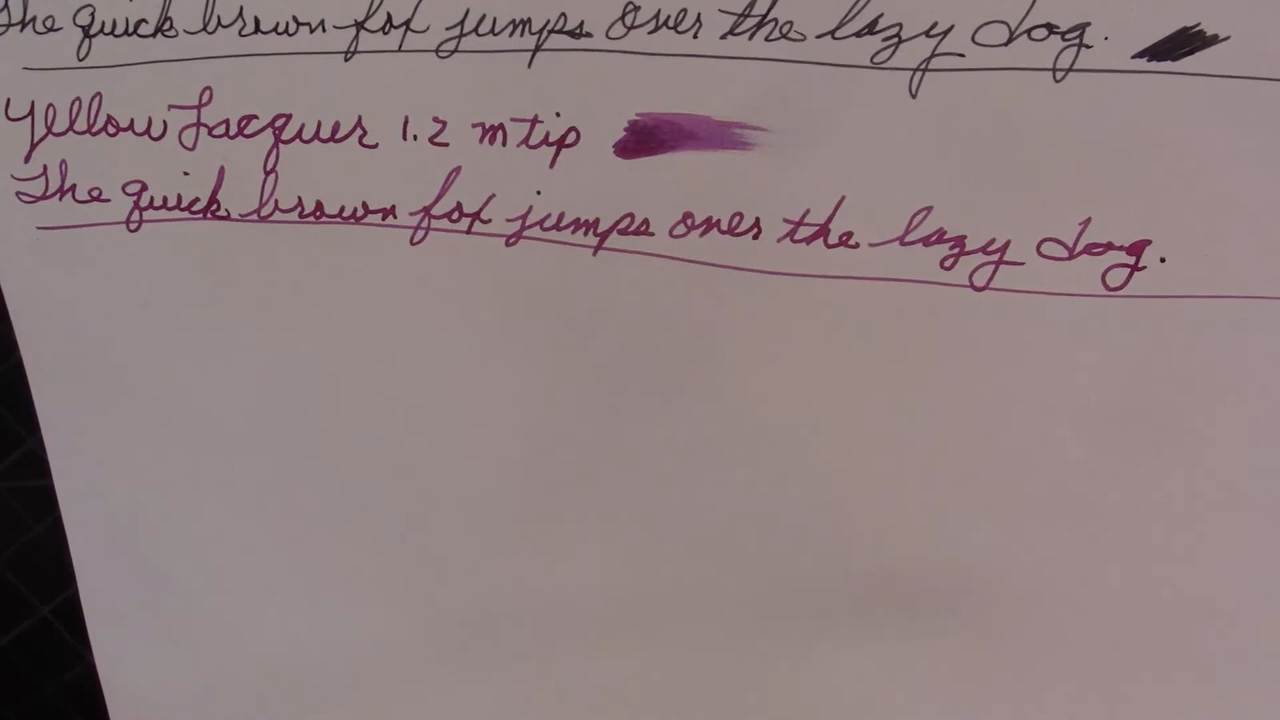 The quick brown fox jumps over the lazy dog.
Yellow Lacquer 1.2 m tip
The quick brown fox jumps over the lazy dog.